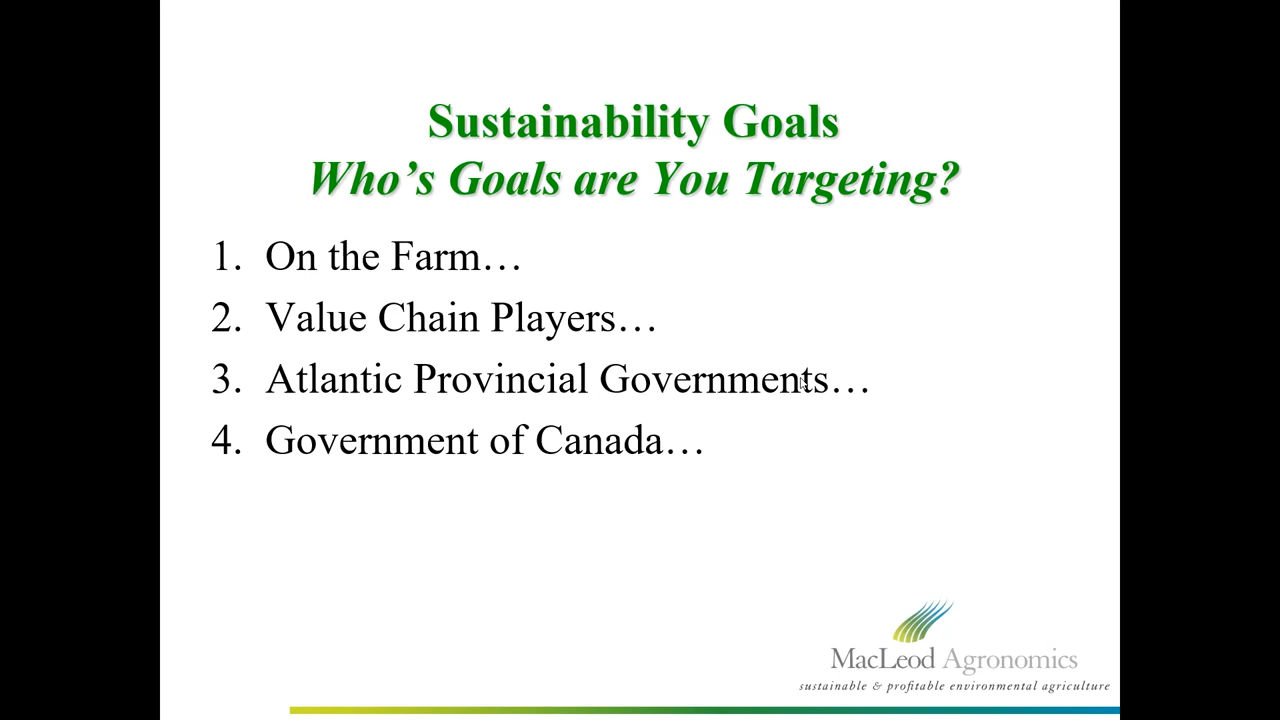 Sustainability Goals
Who’s Goals are You Targeting?
1. On the Farm…
2. Value Chain Players…
3. Atlantic Provincial Governments…
4. Government of Canada…
MacLeod Agronomics
sustainable & profitable environmental agriculture